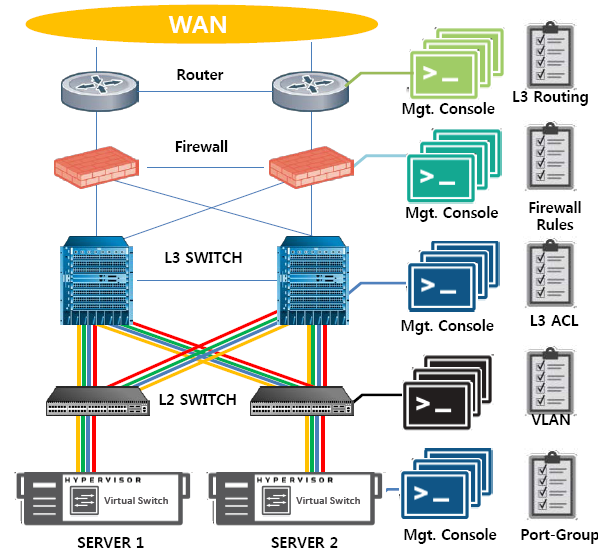 WAN
Router
Mgt. Console
L3 Routing
Firewall
Mgt. Console
Firewall
Rules
L3 SWITCH
Mgt. Console
L3 ACL
L2 SWITCH
VLAN
HYPERVISOR
Virtual Switch
HYPERVISOR
Virtual Switch
SERVER 1
SERVER 2
Mgt. Console
Port-Group